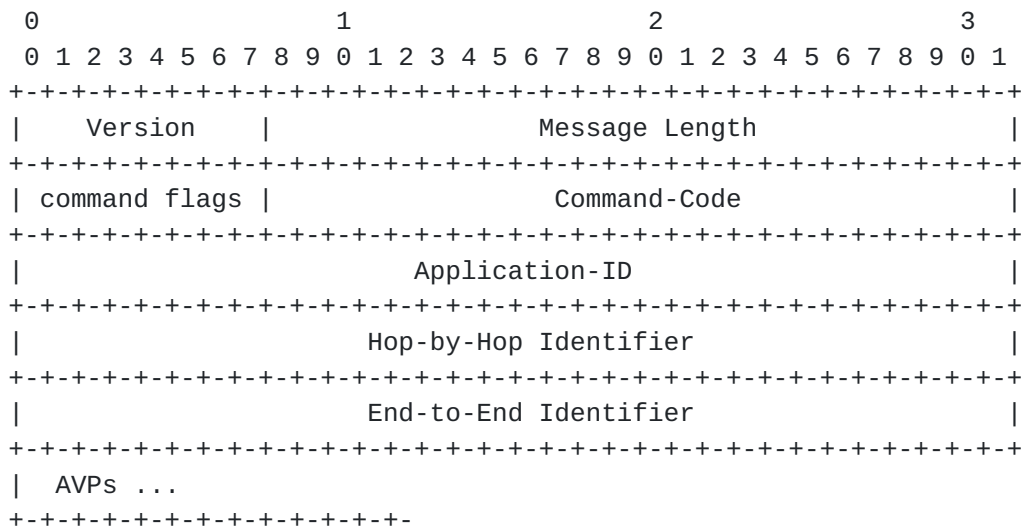 0                   1                   2                   3
 0 1 2 3 4 5 6 7 8 9 0 1 2 3 4 5 6 7 8 9 0 1 2 3 4 5 6 7 8 9 0 1
+-+-+-+-+-+-+-+-+-+-+-+-+-+-+-+-+-+-+-+-+-+-+-+-+-+-+-+-+-+-+-+-+
|    Version    |                 Message Length                |
+-+-+-+-+-+-+-+-+-+-+-+-+-+-+-+-+-+-+-+-+-+-+-+-+-+-+-+-+-+-+-+-+
| command flags |                  Command-Code                 |
+-+-+-+-+-+-+-+-+-+-+-+-+-+-+-+-+-+-+-+-+-+-+-+-+-+-+-+-+-+-+-+-+
|                         Application-ID                        |
+-+-+-+-+-+-+-+-+-+-+-+-+-+-+-+-+-+-+-+-+-+-+-+-+-+-+-+-+-+-+-+-+
|                      Hop-by-Hop Identifier                    |
+-+-+-+-+-+-+-+-+-+-+-+-+-+-+-+-+-+-+-+-+-+-+-+-+-+-+-+-+-+-+-+-+
|                      End-to-End Identifier                    |
+-+-+-+-+-+-+-+-+-+-+-+-+-+-+-+-+-+-+-+-+-+-+-+-+-+-+-+-+-+-+-+-+
|  AVPs ...
+-+-+-+-+-+-+-+-+-+-+-+-+-